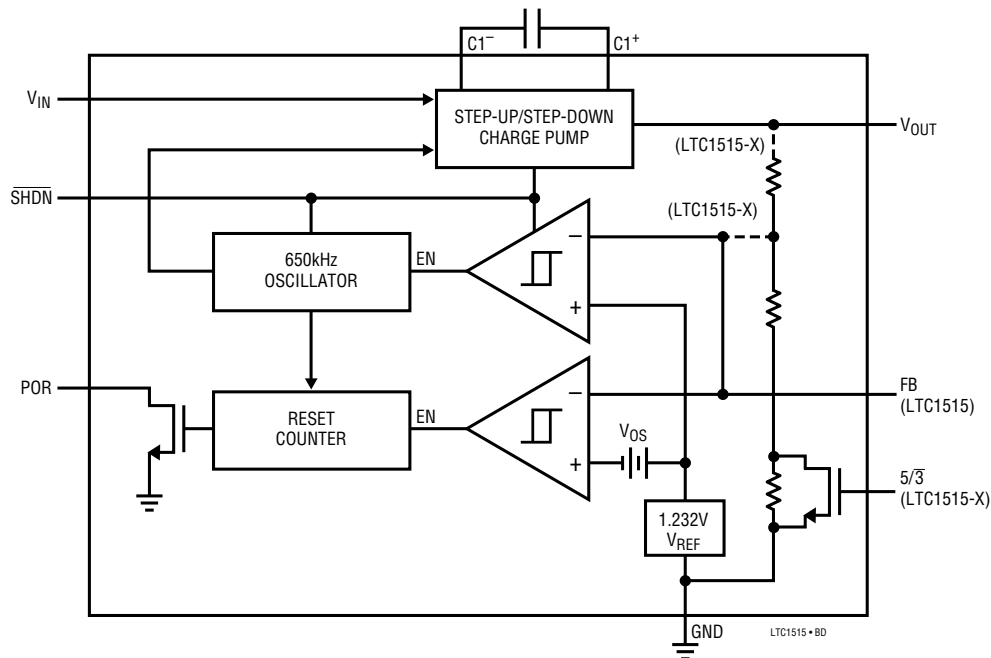 C1⁻
C1⁺
VIN
STEP-UP/STEP-DOWN
CHARGE PUMP
VOUT
(LTC1515-X)
SHDN
(LTC1515-X)
650kHz
OSCILLATOR
EN
−
+
POR
RESET
COUNTER
EN
−
+
VOS
FB
(LTC1515)
5/3
(LTC1515-X)
1.232V
VREF
GND
LTC1515 • BD